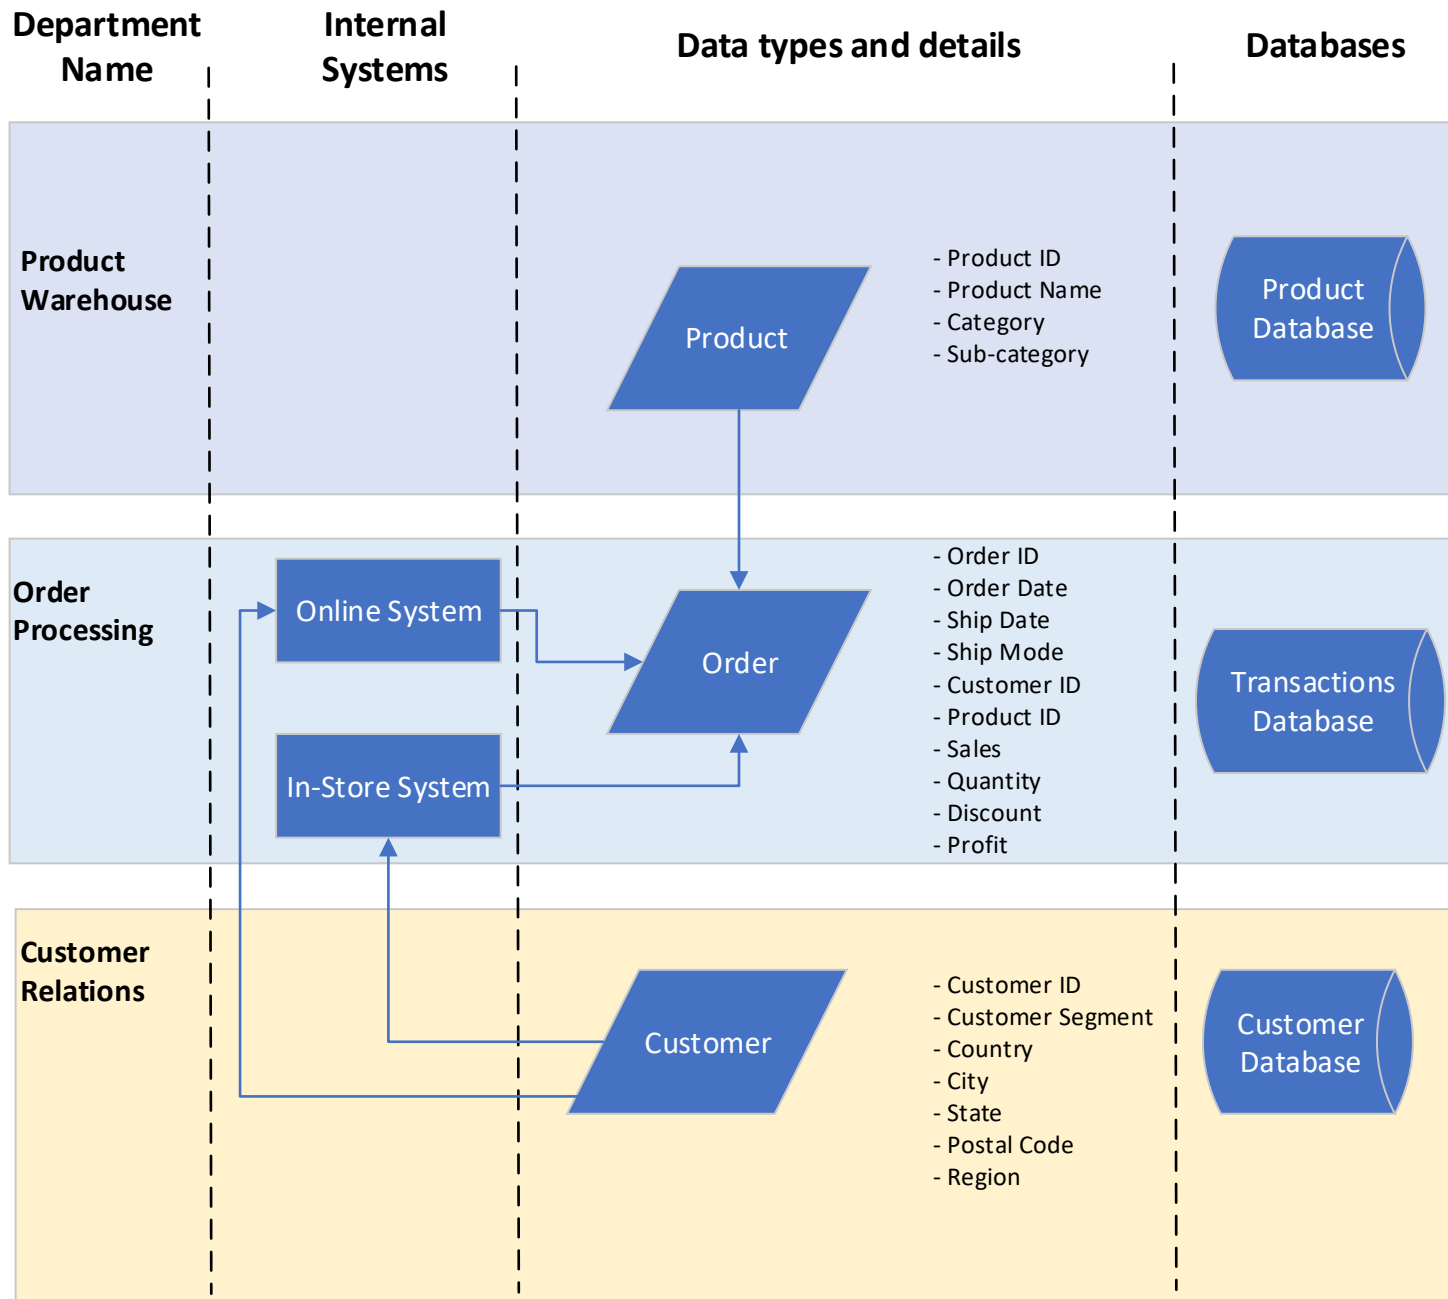 Department
Name
Internal
Systems
Data types and details
Databases
Product
Warehouse
Product
- Product ID
- Product Name
- Category
- Sub-category
Product
Database
Order
Processing
Online System
In-Store System
Order
- Order ID
- Order Date
- Ship Date
- Ship Mode
- Customer ID
- Product ID
- Sales
- Quantity
- Discount
- Profit
Transactions
Database
Customer
Relations
Customer
- Customer ID
- Customer Segment
- Country
- City
- State
- Postal Code
- Region
Customer
Database